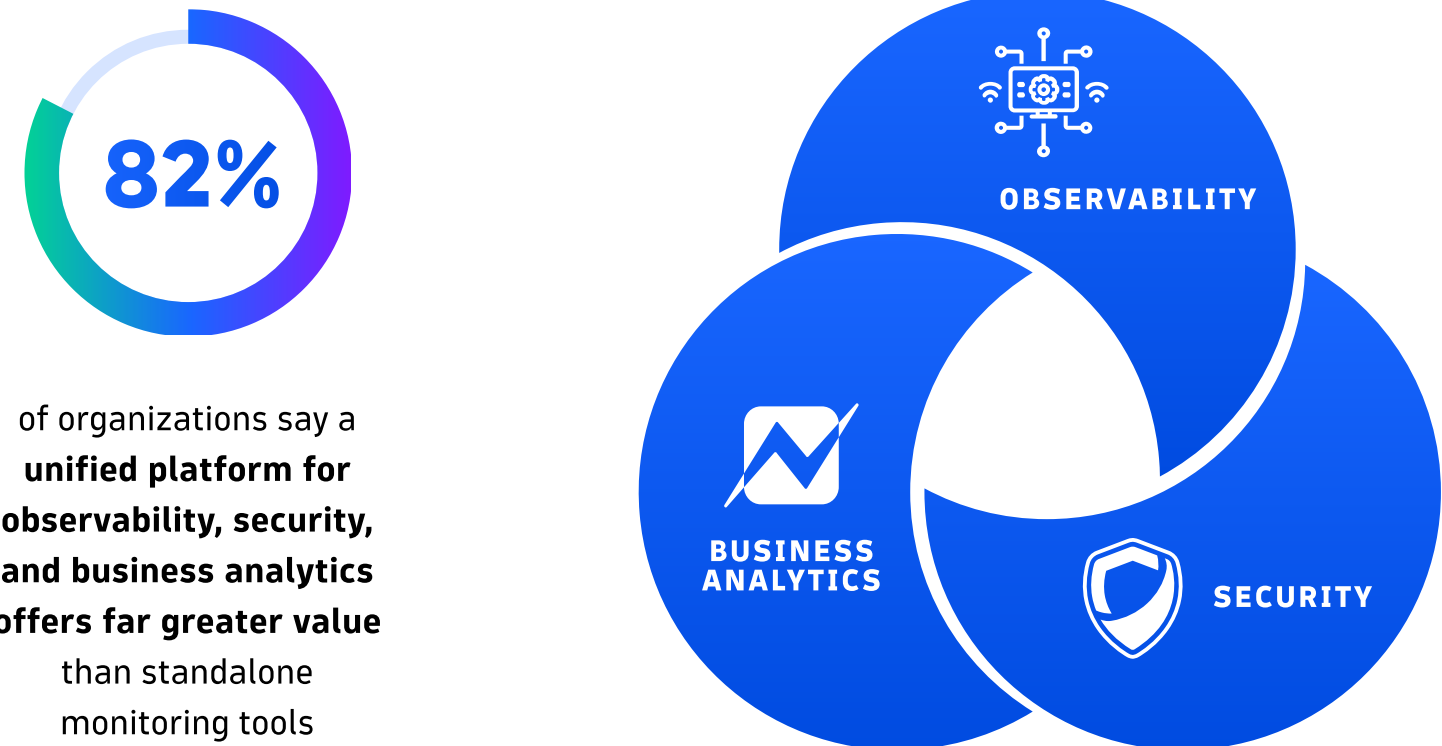 82%
of organizations say a
unified platform for
observability, security,
and business analytics
offers far greater value
than standalone
monitoring tools
OBSERVABILITY
BUSINESS
ANALYTICS
SECURITY